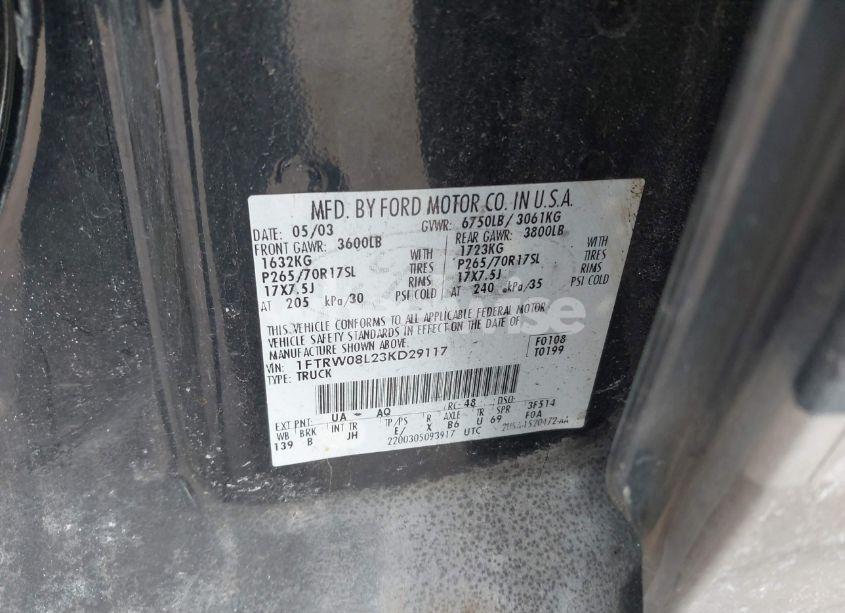 MFD. BY FORD MOTOR CO. IN U.S.A.
DATE: 05/03 GVWR: 6750LB/ 3061KG
FRONT GAWR: 3600LB REAR GAWR: 3800LB
1632KG WITH 1723KG WITH
P265/70R17SL TIRES P265/70R17SL TIRES
17X7.5J RIMS 17X7.5J RIMS
AT 205 kPa/30 PSI COLD AT 240 kPa/35 PSI COLD
THIS VEHICLE CONFORMS TO ALL APPLICABLE FEDERAL MOTOR
VEHICLE SAFETY STANDARDS IN EFFECT ON THE DATE OF
MANUFACTURE SHOWN ABOVE.
VIN: 1FTRW08L23KD29117 F0108
TYPE: TRUCK T0199
EXT PNT: UA - AQ RC: 48 DSO: 3F514
WB BRK INT TR TP/PS R AXLE TR SPR F0A
139 B JH E/ X B6 U 69
2200305093917 UTC